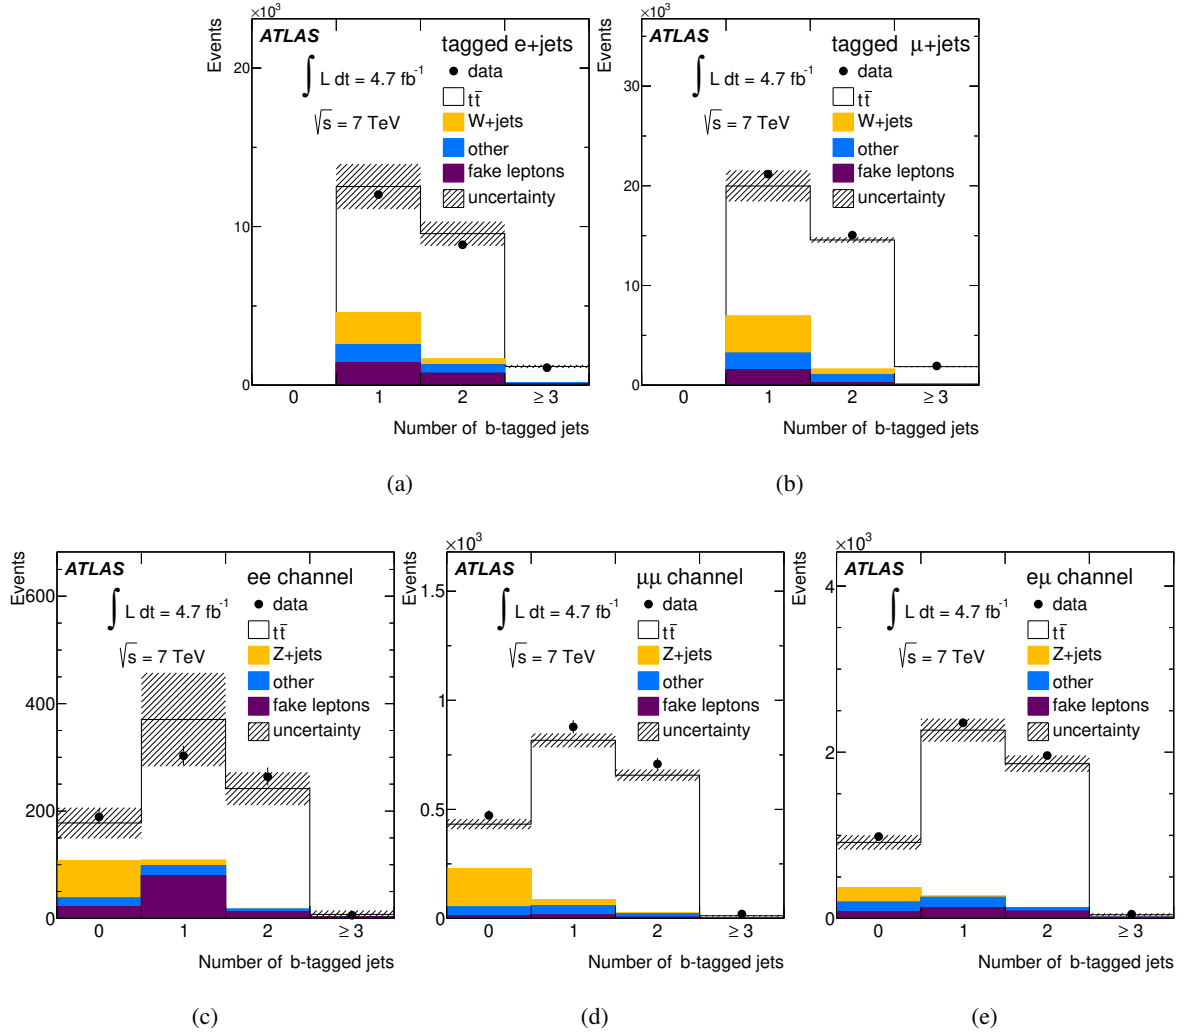 ×10³
Events
ATLAS
tagged e+jets
∫ L dt = 4.7 fb⁻¹
√s = 7 TeV
data
tt̄
W+jets
other
fake leptons
uncertainty
20
10
0
0 1 2 ≥ 3
Number of b-tagged jets
(a)
×10³
Events
ATLAS
tagged μ+jets
∫ L dt = 4.7 fb⁻¹
√s = 7 TeV
data
tt̄
W+jets
other
fake leptons
uncertainty
30
20
10
0
0 1 2 ≥ 3
Number of b-tagged jets
(b)
Events
ATLAS
ee channel
∫ L dt = 4.7 fb⁻¹
√s = 7 TeV
data
tt̄
Z+jets
other
fake leptons
uncertainty
600
400
200
0
0 1 2 ≥ 3
Number of b-tagged jets
(c)
×10³
Events
ATLAS
μμ channel
∫ L dt = 4.7 fb⁻¹
√s = 7 TeV
data
tt̄
Z+jets
other
fake leptons
uncertainty
1.5
1
0.5
0
0 1 2 ≥ 3
Number of b-tagged jets
(d)
×10³
Events
ATLAS
eμ channel
∫ L dt = 4.7 fb⁻¹
√s = 7 TeV
data
tt̄
Z+jets
other
fake leptons
uncertainty
4
2
0
0 1 2 ≥ 3
Number of b-tagged jets
(e)